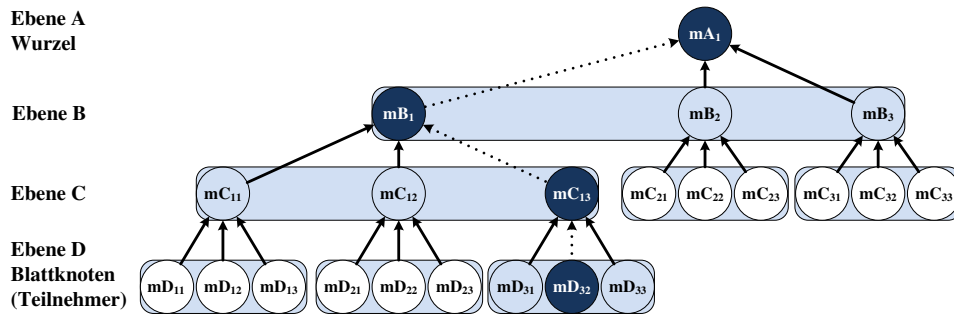 Ebene A
Wurzel
mA₁
Ebene B
mB₁
mB₂
mB₃
Ebene C
mC₁₁
mC₁₂
mC₁₃
mC₂₁
mC₂₂
mC₂₃
mC₃₁
mC₃₂
mC₃₃
Ebene D
Blattknoten
(Teilnehmer)
mD₁₁
mD₁₂
mD₁₃
mD₂₁
mD₂₂
mD₂₃
mD₃₁
mD₃₂
mD₃₃